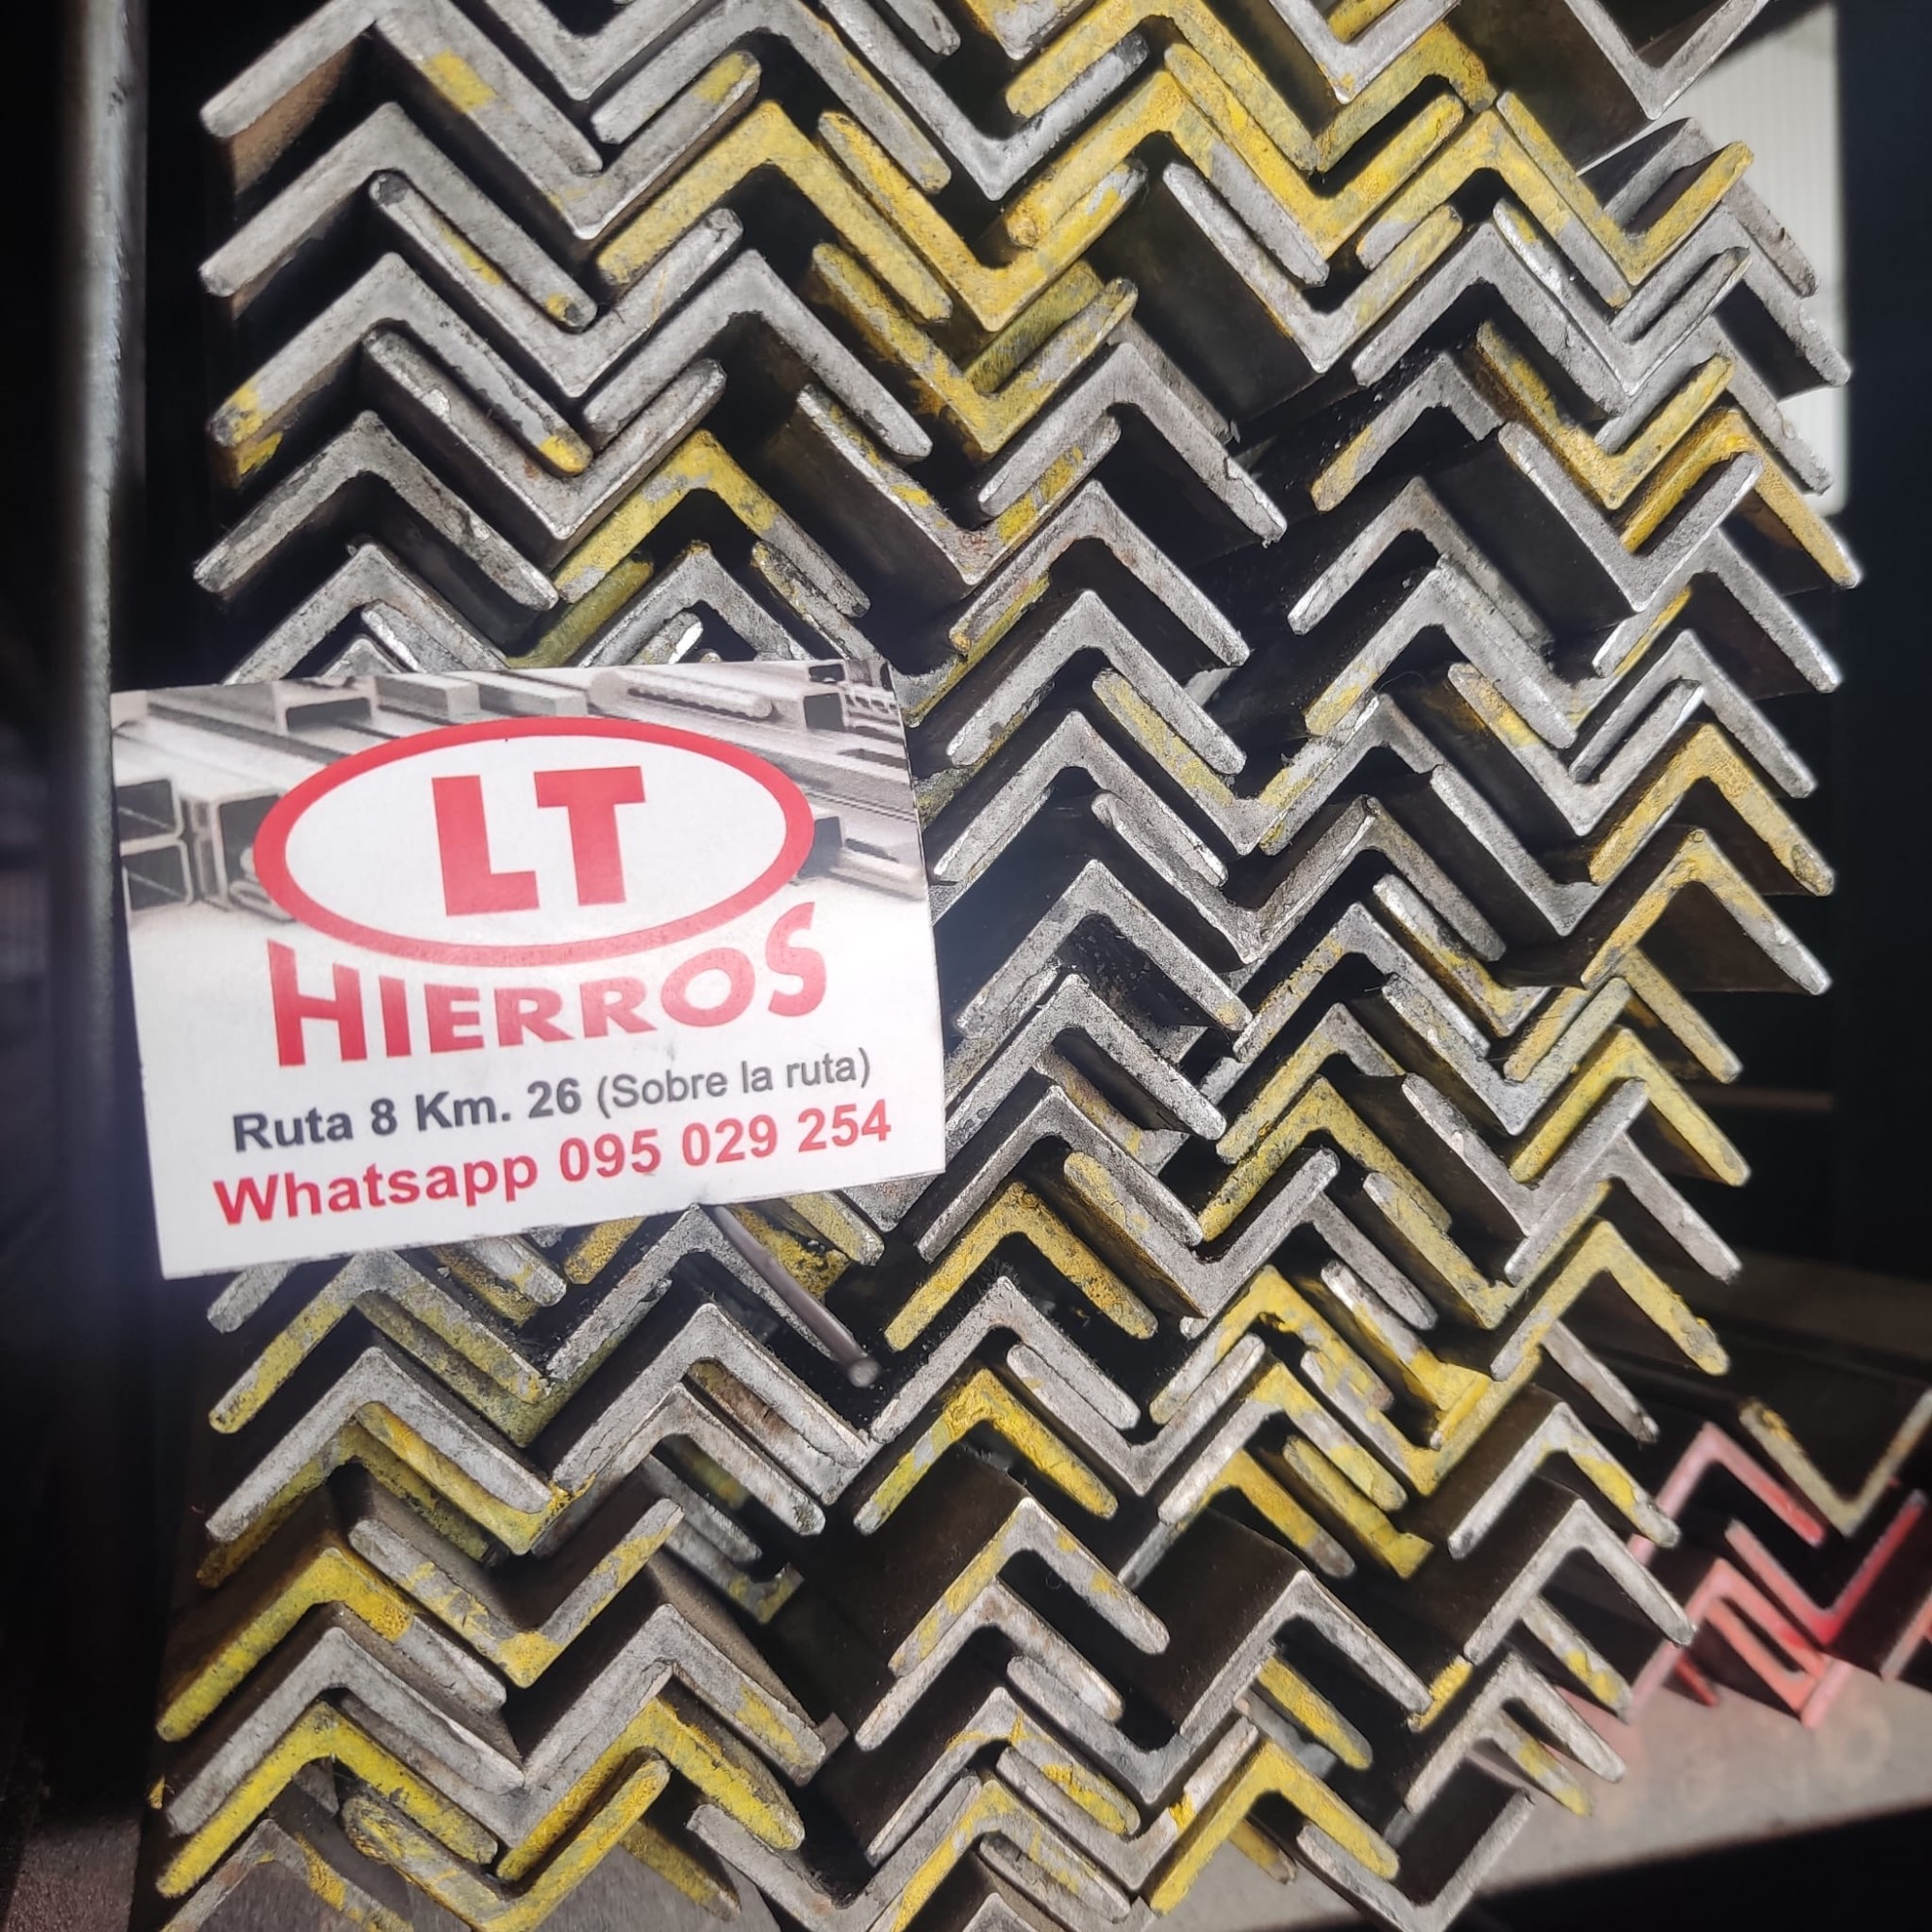 LT
HIERROS
Ruta 8 Km. 26 (Sobre la ruta)
Whatsapp 095 029 254